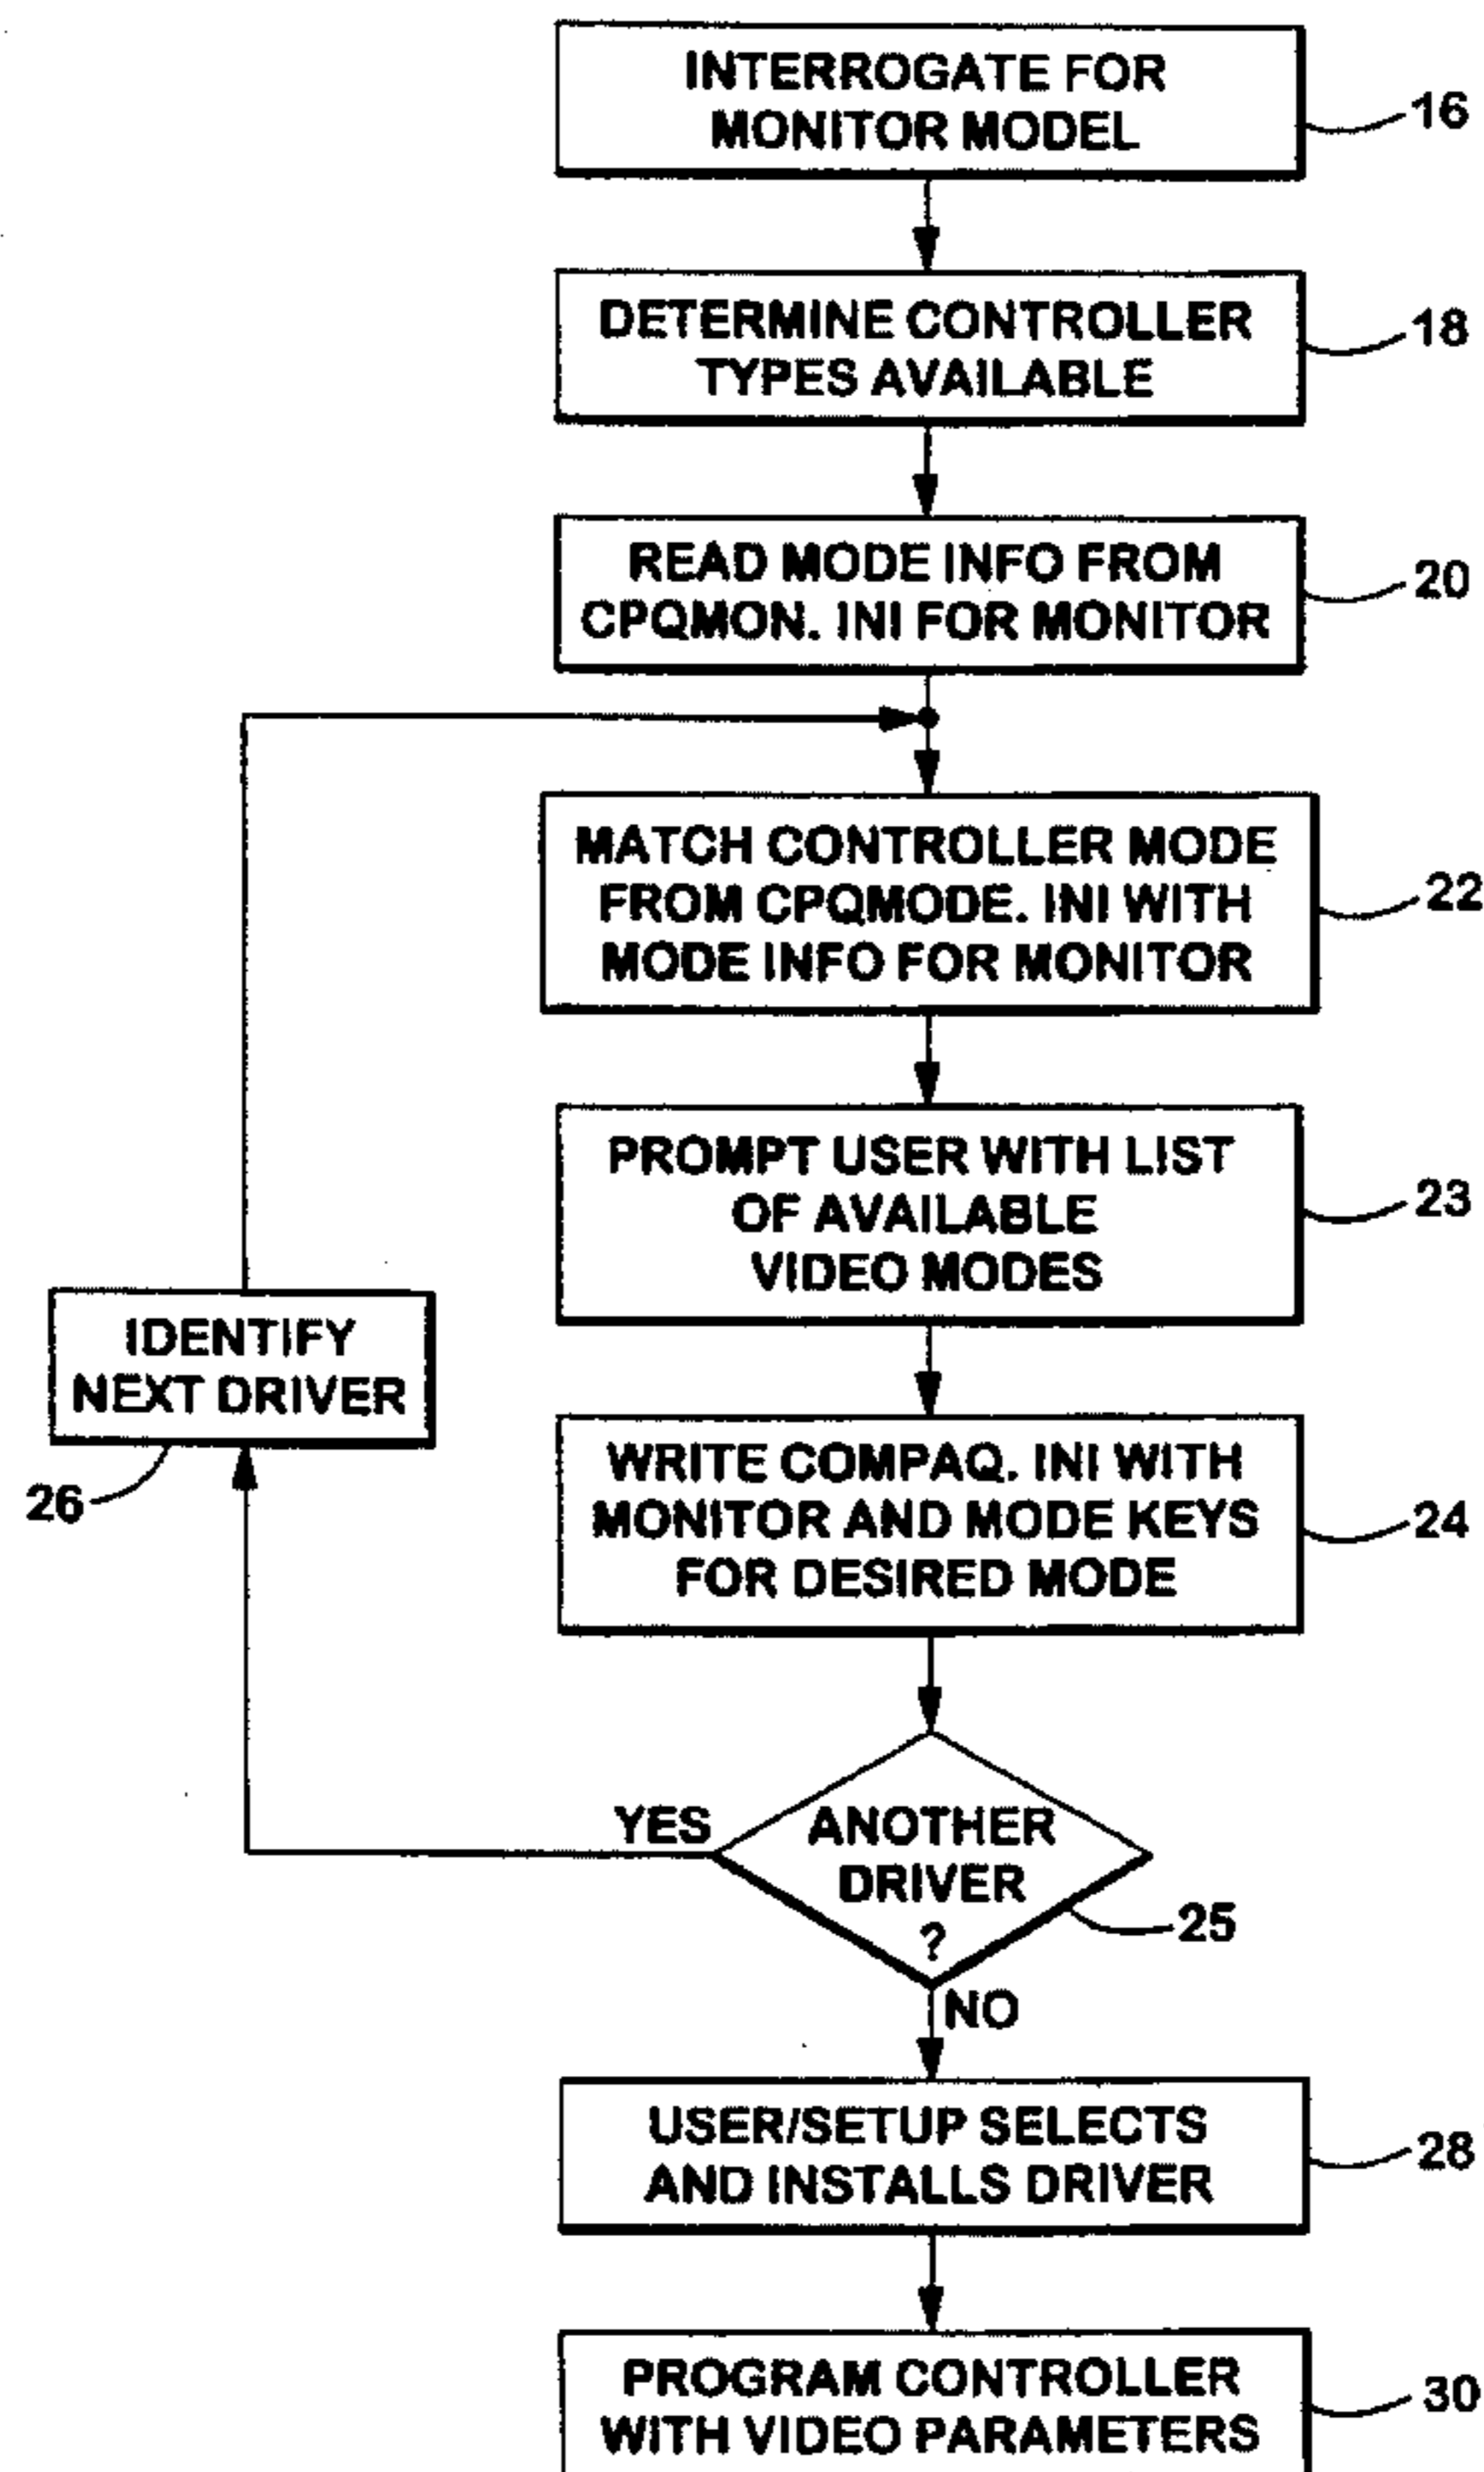 INTERROGATE FOR
MONITOR MODEL
16
DETERMINE CONTROLLER
TYPES AVAILABLE
18
READ MODE INFO FROM
CPQMON. INI FOR MONITOR
20
MATCH CONTROLLER MODE
FROM CPQMODE. INI WITH
MODE INFO FOR MONITOR
22
PROMPT USER WITH LIST
OF AVAILABLE
VIDEO MODES
23
IDENTIFY
NEXT DRIVER
26
WRITE COMPAQ. INI WITH
MONITOR AND MODE KEYS
FOR DESIRED MODE
24
YES
ANOTHER
DRIVER
?
25
NO
USER/SETUP SELECTS
AND INSTALLS DRIVER
28
PROGRAM CONTROLLER
WITH VIDEO PARAMETERS
30